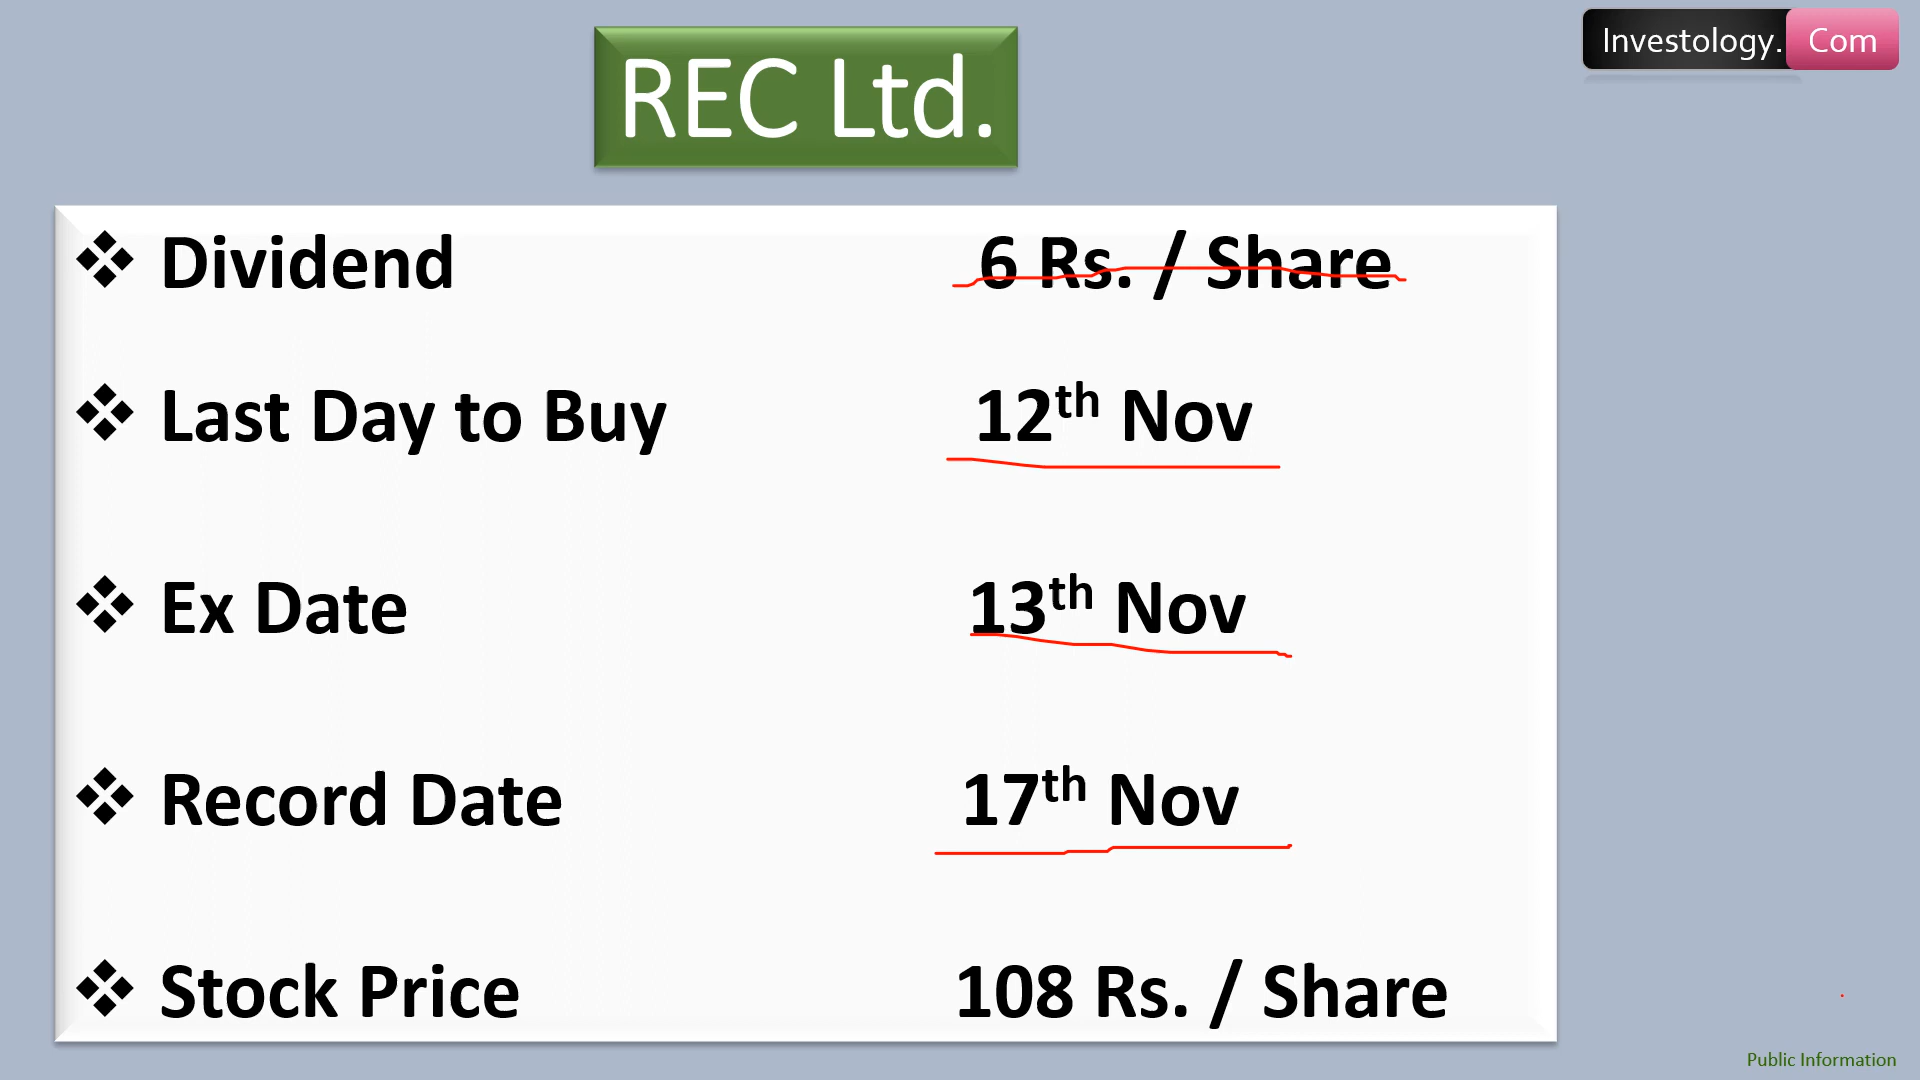 Investology. Com
REC Ltd.
❖ Dividend 6 Rs. / Share
❖ Last Day to Buy 12th Nov
❖ Ex Date 13th Nov
❖ Record Date 17th Nov
❖ Stock Price 108 Rs. / Share
Public Information